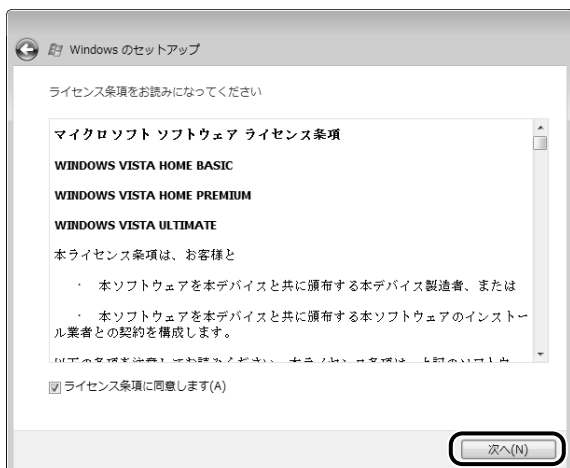 Windows のセットアップ
ライセンス条項をお読みになってください
マイクロソフト ソフトウェア ライセンス条項
WINDOWS VISTA HOME BASIC
WINDOWS VISTA HOME PREMIUM
WINDOWS VISTA ULTIMATE
本ライセンス条項は、お客様と
· 本ソフトウェアを本デバイスと共に頒布する本デバイス製造者、または
· 本ソフトウェアを本デバイスと共に頒布する本ソフトウェアのインストー
ル業者との契約を構成します。
ライセンス条項に同意します(A)
次へ(N)